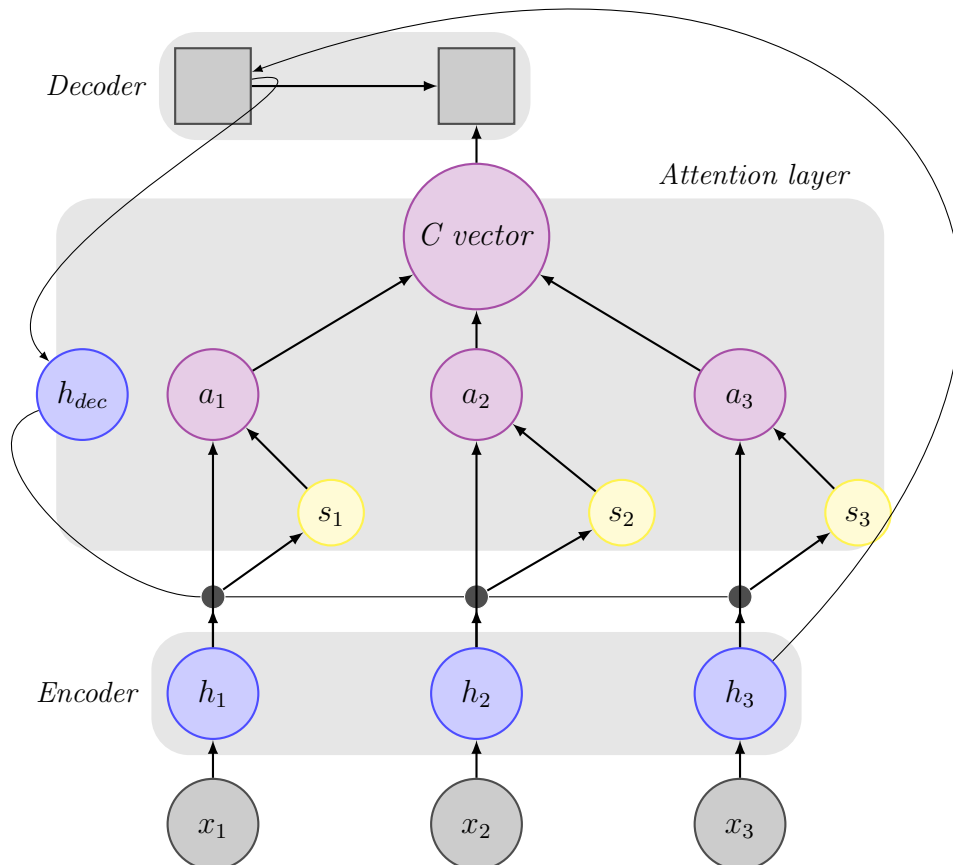 Decoder
Attention layer
C vector
h_dec
a_1
a_2
a_3
s_1
s_2
s_3
Encoder
h_1
h_2
h_3
x_1
x_2
x_3